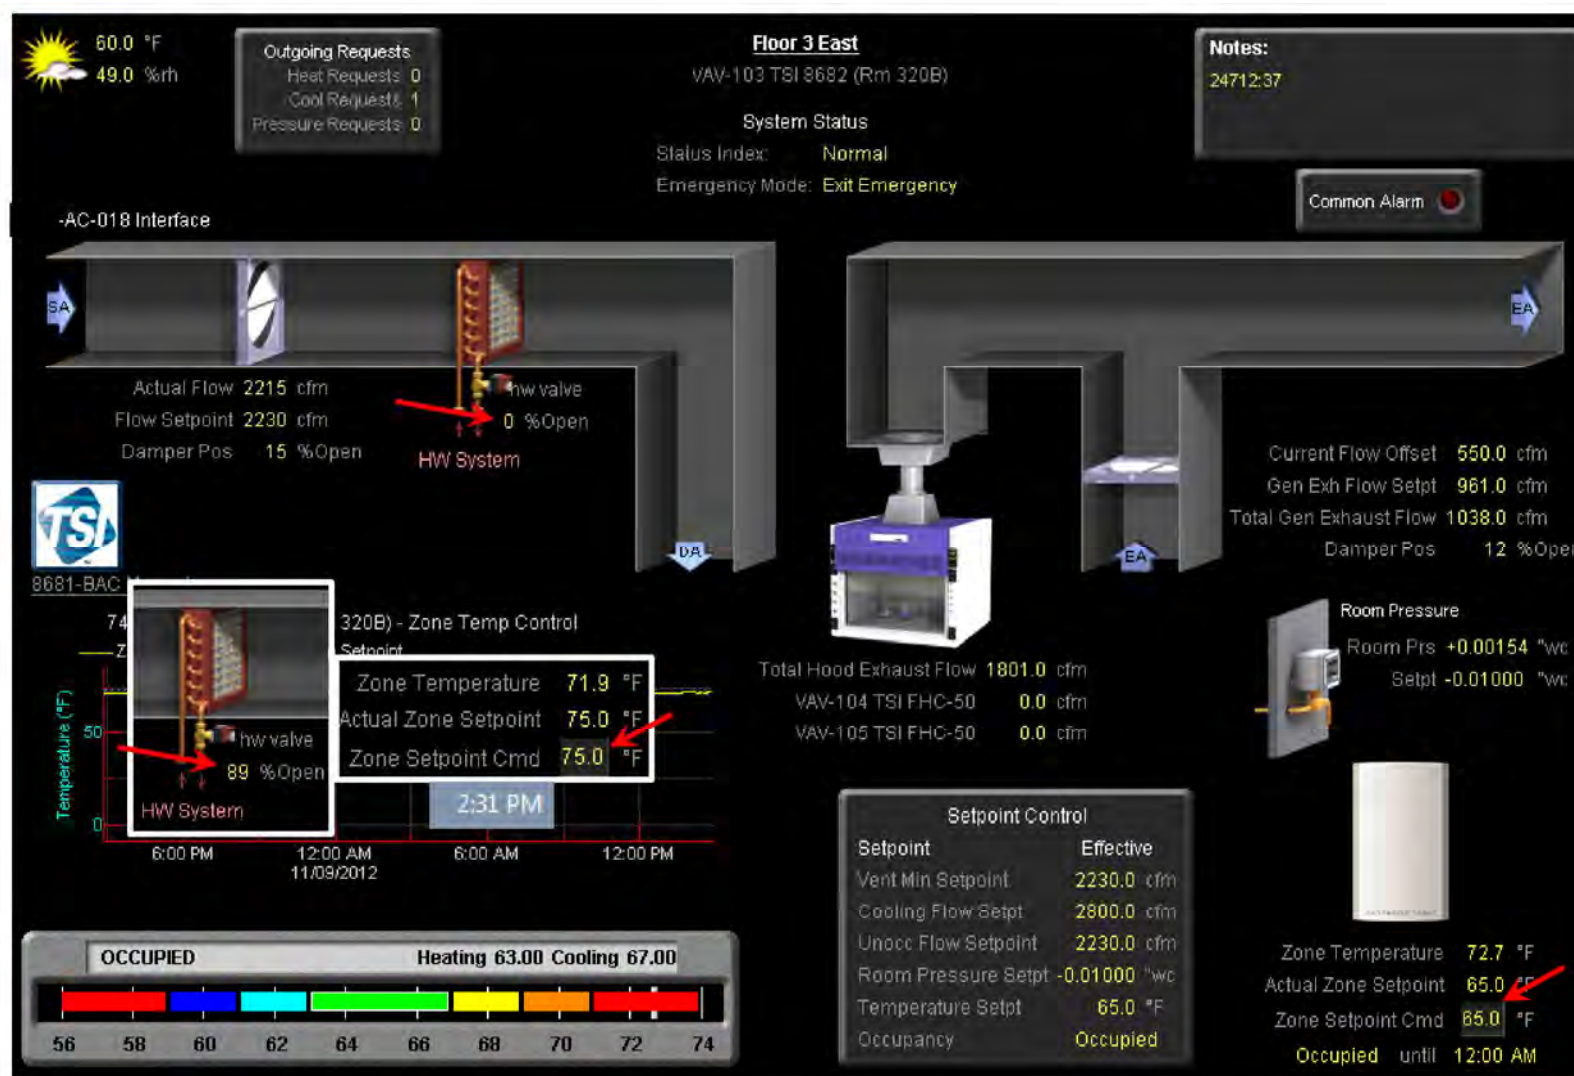 60.0 °F
49.0 %rh
Outgoing Requests
Heat Requests 0
Cool Requests 1
Pressure Requests 0
Floor 3 East
VAV-103 TSI 8682 (Rm 320B)
System Status
Status Index: Normal
Emergency Mode: Exit Emergency
Notes:
24712:37
Common Alarm
-AC-018 Interface
SA
EA
Actual Flow 2215 cfm
Flow Setpoint 2230 cfm
Damper Pos 15 %Open
hw valve
0 %Open
HW System
DA
EA
Current Flow Offset 550.0 cfm
Gen Exh Flow Setpt 961.0 cfm
Total Gen Exhaust Flow 1038.0 cfm
Damper Pos 12 %Open
TSI
8681-BAC
74
320B) - Zone Temp Control
Z
Setpoint
Temperature (°F)
50
0
hw valve
89 %Open
HW System
Zone Temperature 71.9 °F
Actual Zone Setpoint 75.0 °F
Zone Setpoint Cmd 75.0 °F
2:31 PM
6:00 PM 12:00 AM 6:00 AM 12:00 PM
11/09/2012
Total Hood Exhaust Flow 1801.0 cfm
VAV-104 TSI FHC-50 0.0 cfm
VAV-105 TSI FHC-50 0.0 cfm
Room Pressure
Room Prs +0.00154 "wc
Setpt -0.01000 "wc
Setpoint Control
Setpoint Effective
Vent Min Setpoint 2230.0 cfm
Cooling Flow Setpt 2800.0 cfm
Unocc Flow Setpoint 2230.0 cfm
Room Pressure Setpt -0.01000 "wc
Temperature Setpt 65.0 °F
Occupancy Occupied
Zone Temperature 72.7 °F
Actual Zone Setpoint 65.0 °F
Zone Setpoint Cmd 65.0 °F
Occupied until 12:00 AM
OCCUPIED Heating 63.00 Cooling 67.00
56 58 60 62 64 66 68 70 72 74